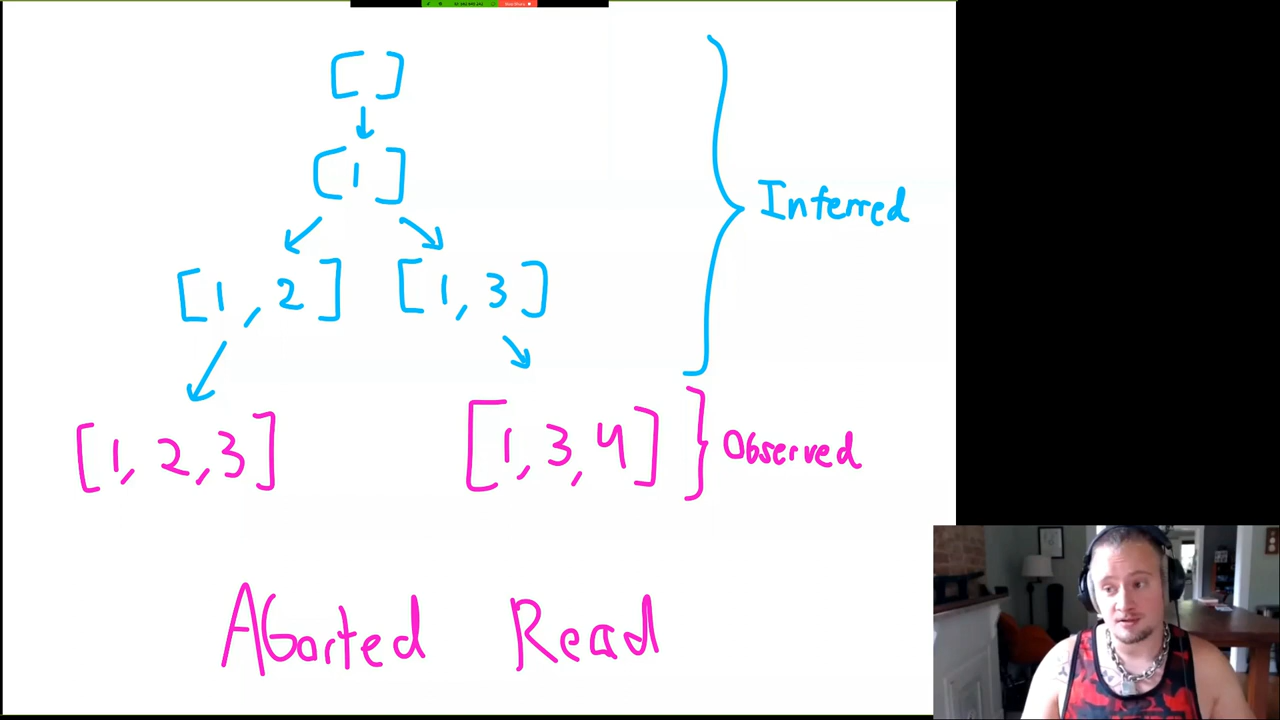 [ ]
[1]
[1, 2] [1, 3]
Inferred
[1, 2, 3] [1, 3, 4]
Observed
Aborted Read